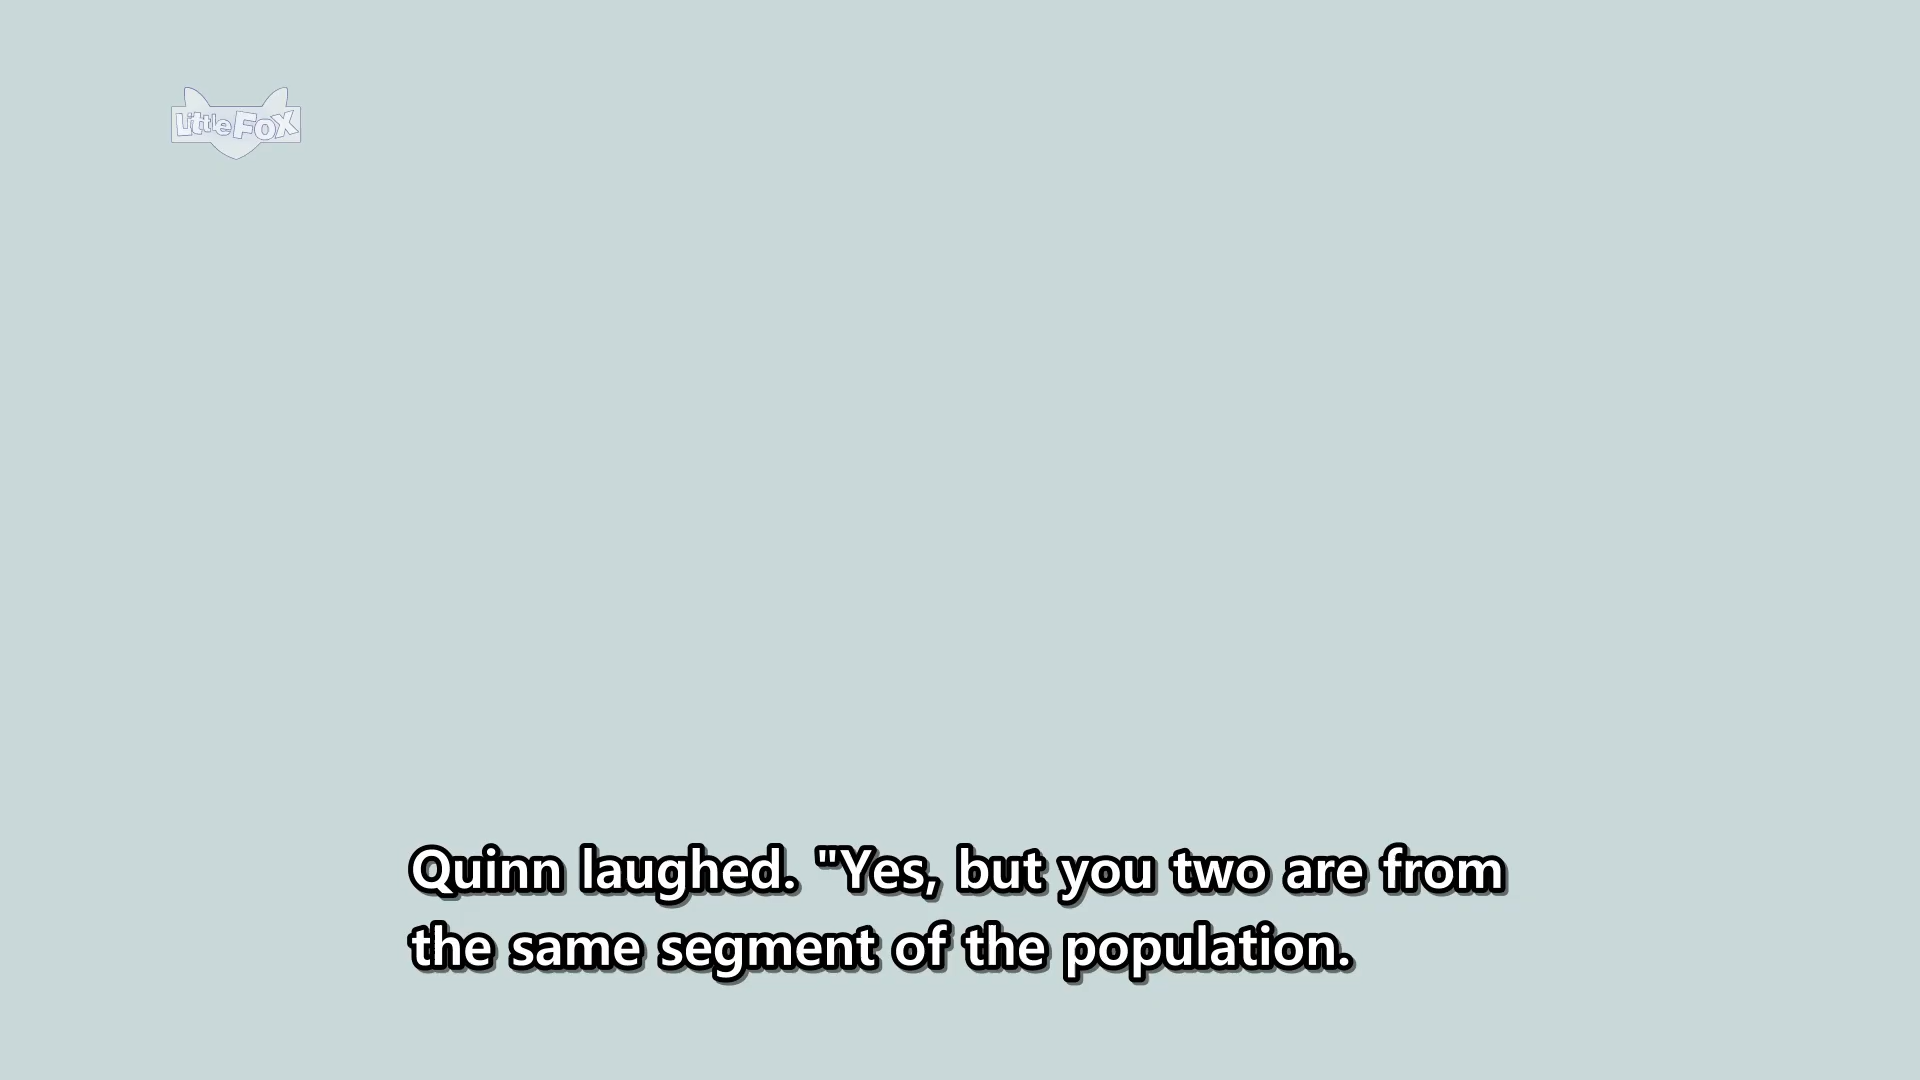 Little Fox
Quinn laughed. "Yes, but you two are from
the same segment of the population.